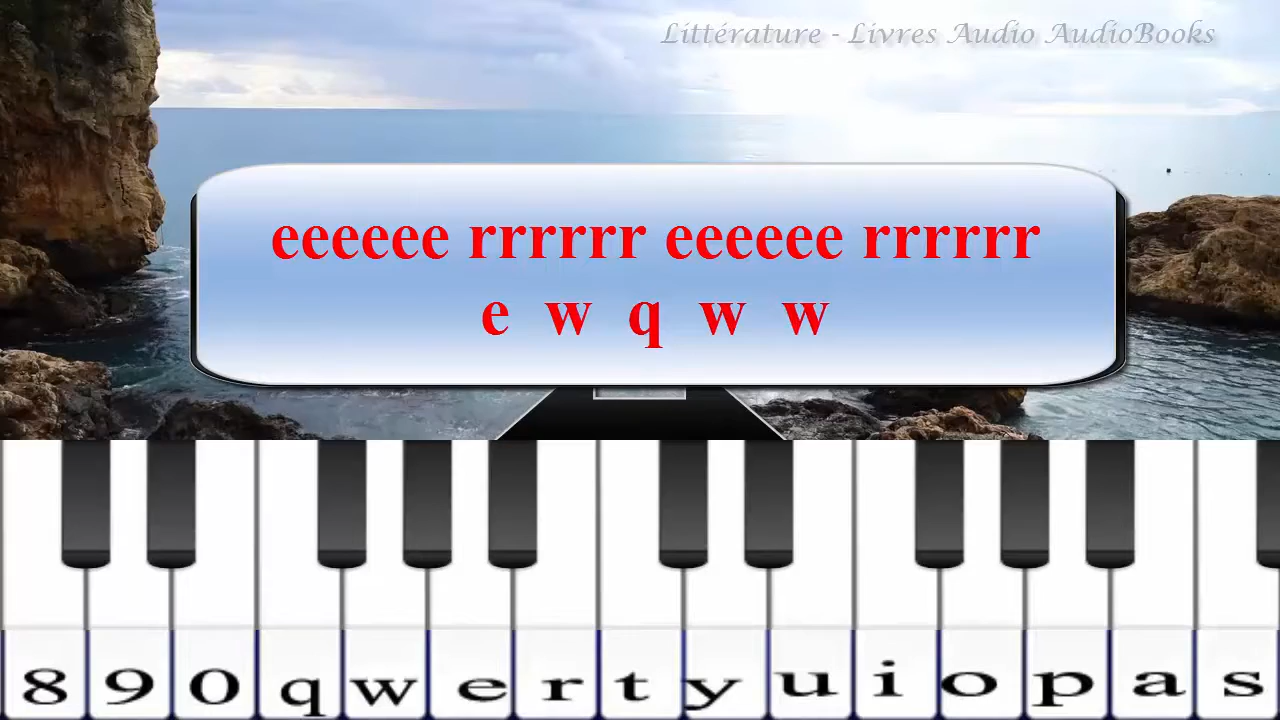 Littérature - Livres Audio AudioBooks
eeeeee rrrrrr eeeeee rrrrrr
e w q w w
8 9 0 q w e r t y u i o p a s